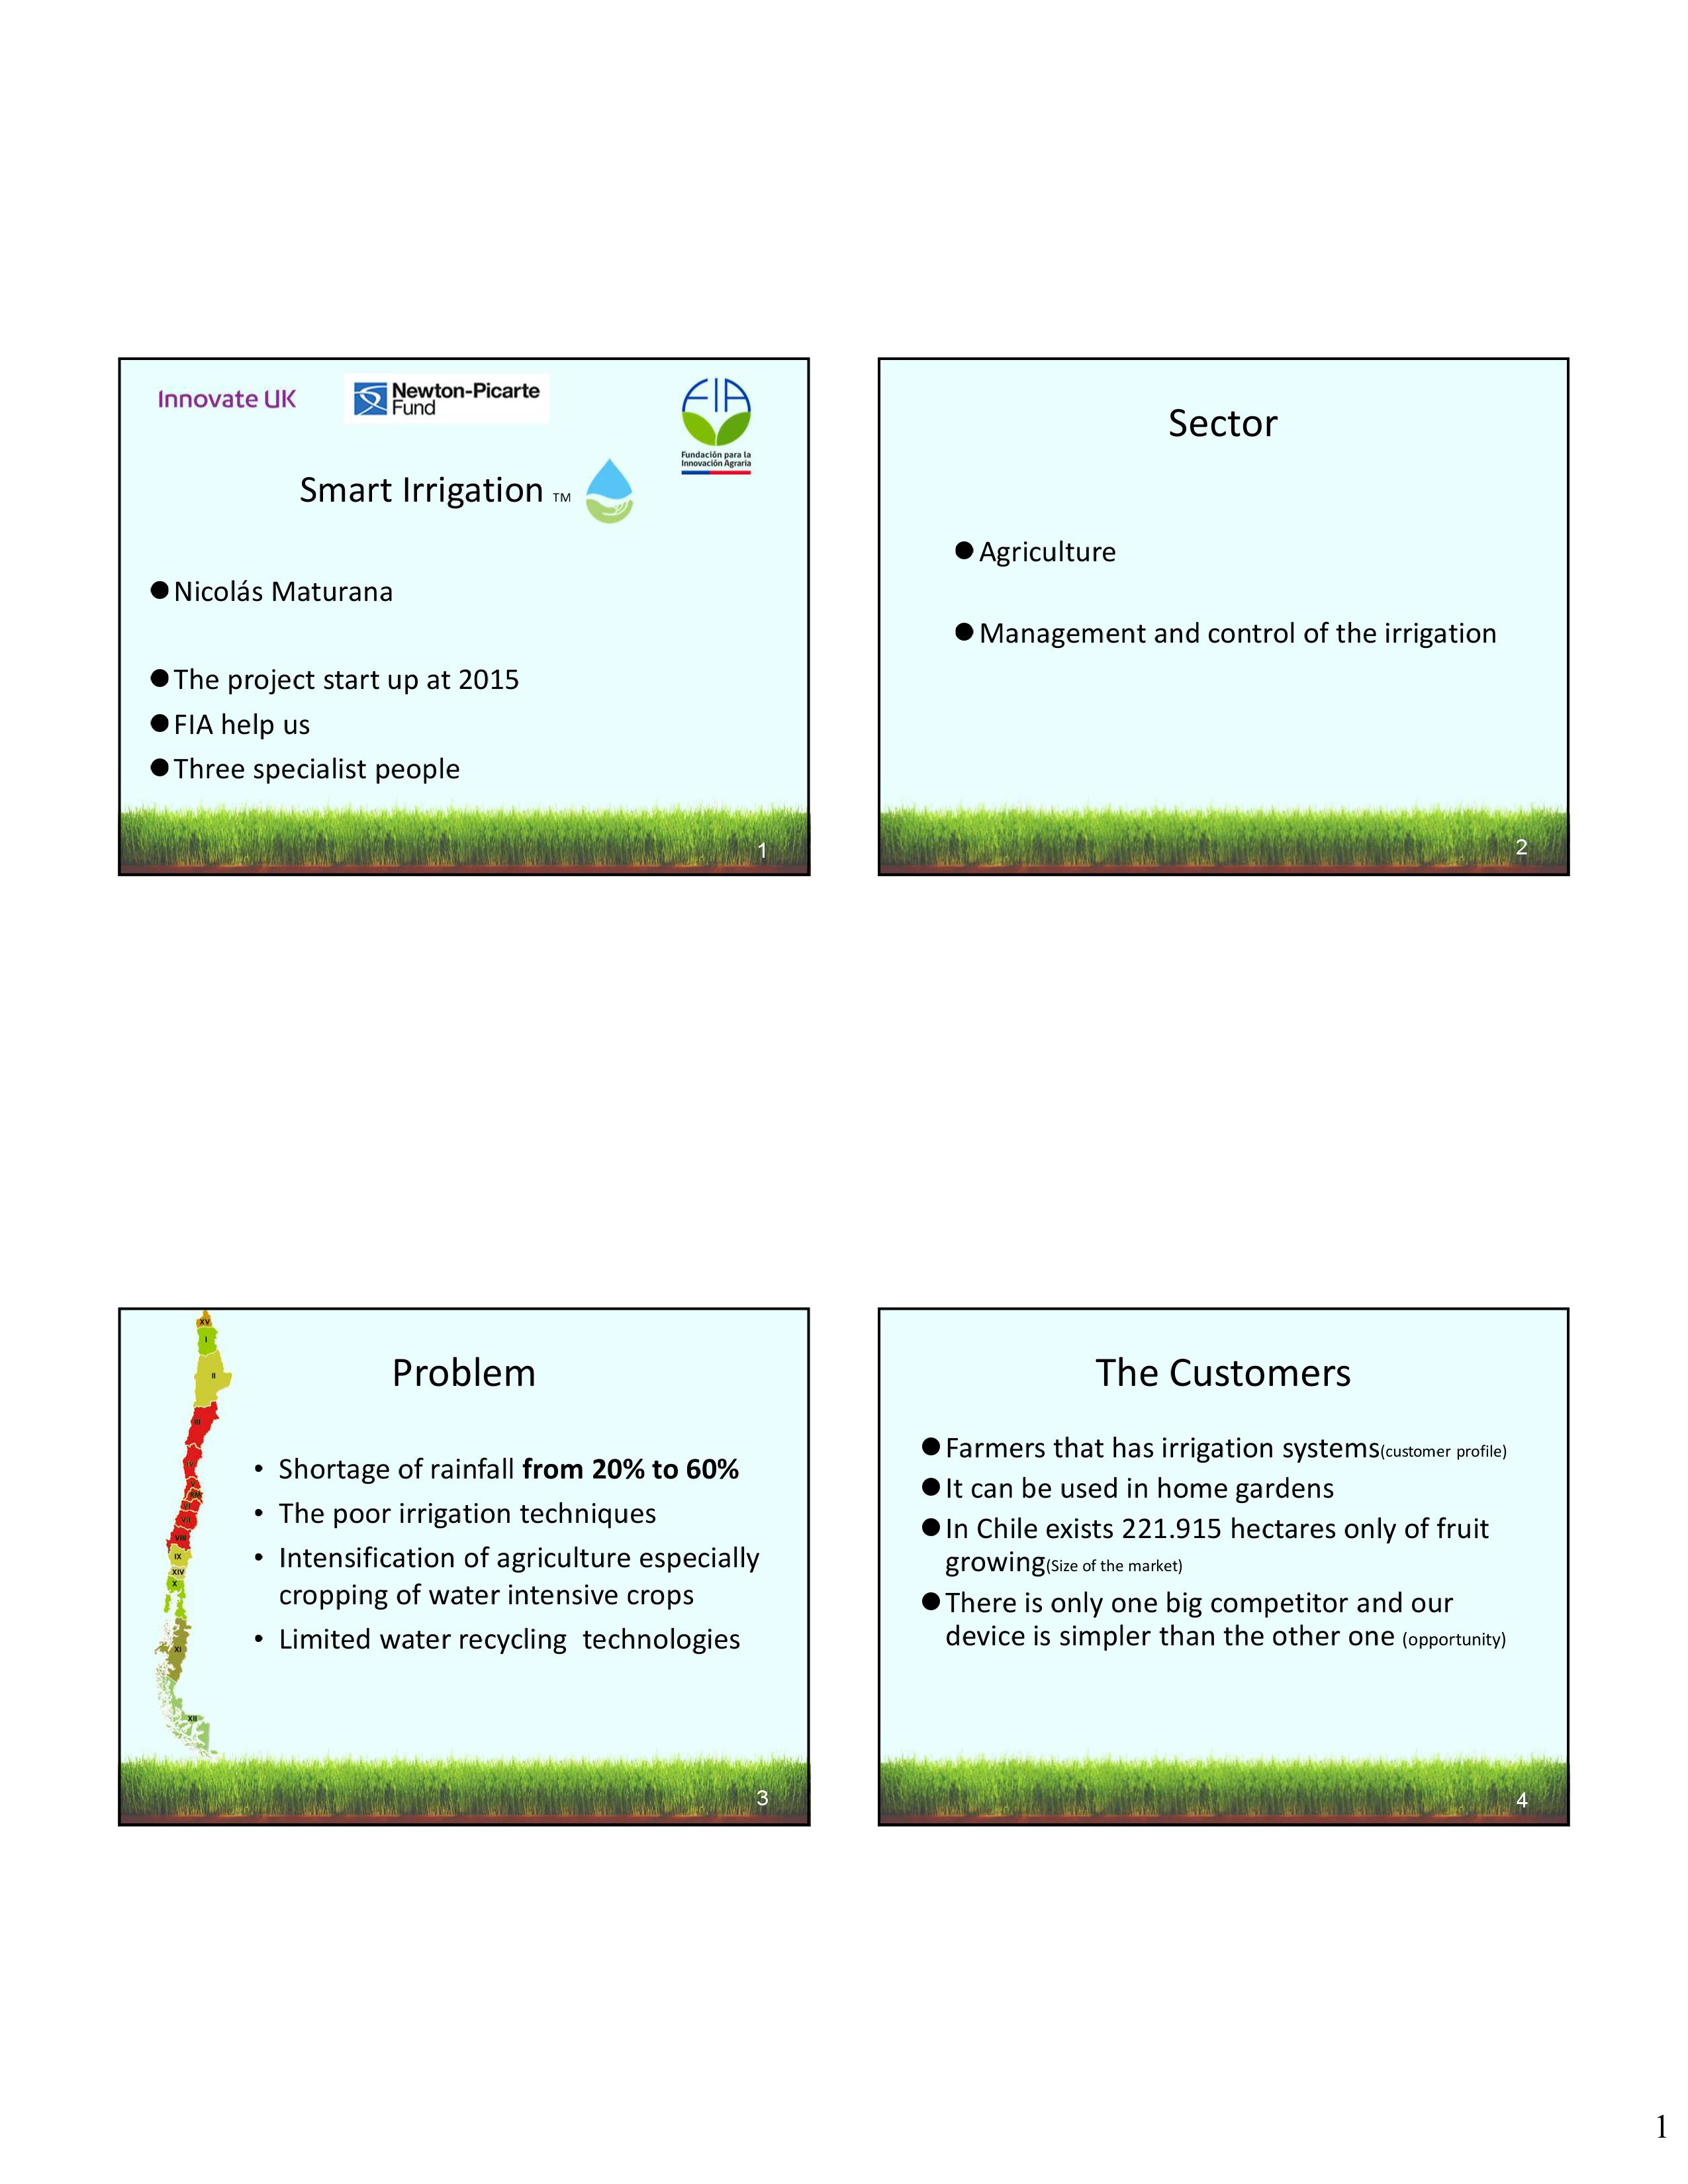 Innovate UK
Newton-Picarte
Fund
FIA
Fundación para la
Innovación Agraria
Smart Irrigation TM
● Nicolás Maturana
● The project start up at 2015
● FIA help us
● Three specialist people
1
Sector
● Agriculture
● Management and control of the irrigation
2
XV
I
II
III
IV
V
RM
VI
VII
VIII
IX
XIV
X
XI
XII
Problem
• Shortage of rainfall from 20% to 60%
• The poor irrigation techniques
• Intensification of agriculture especially
cropping of water intensive crops
• Limited water recycling technologies
3
The Customers
● Farmers that has irrigation systems(customer profile)
● It can be used in home gardens
● In Chile exists 221.915 hectares only of fruit
growing(Size of the market)
● There is only one big competitor and our
device is simpler than the other one (opportunity)
4
1